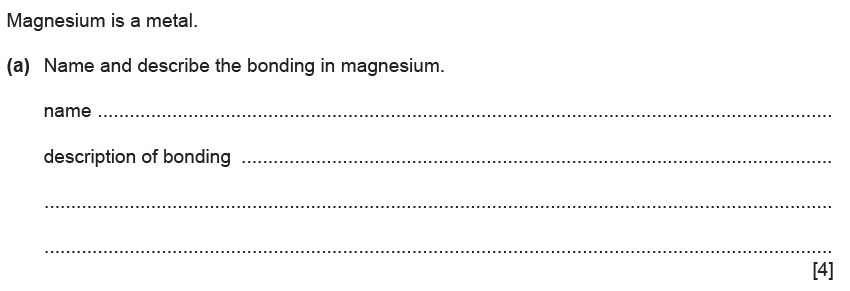 Magnesium is a metal.
(a) Name and describe the bonding in magnesium.
name ..........................................................................................................................................
description of bonding ...............................................................................................................
....................................................................................................................................................
....................................................................................................................................................
[4]